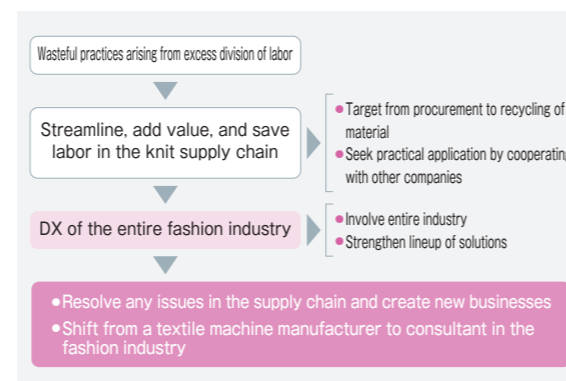 Wasteful practices arising from excess division of labor
Streamline, add value, and save
labor in the knit supply chain
●Target from procurement to recycling of
material
●Seek practical application by cooperating
with other companies
DX of the entire fashion industry
●Involve entire industry
●Strengthen lineup of solutions
●Resolve any issues in the supply chain and create new businesses
●Shift from a textile machine manufacturer to consultant in the
fashion industry